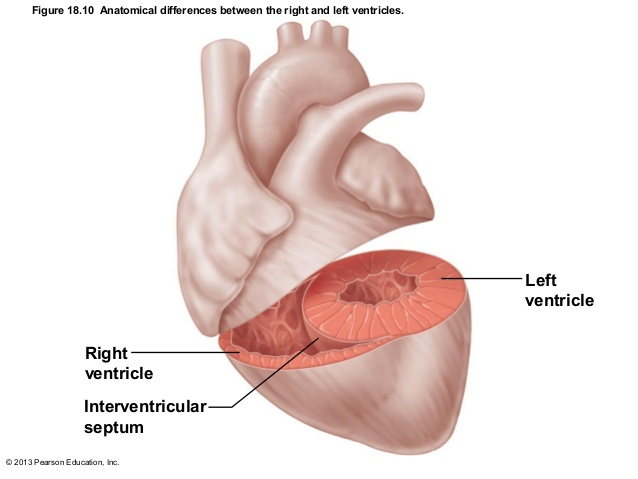 Figure 18.10  Anatomical differences between the right and left ventricles.
Left
ventricle
Right
ventricle
Interventricular
septum
© 2013 Pearson Education, Inc.